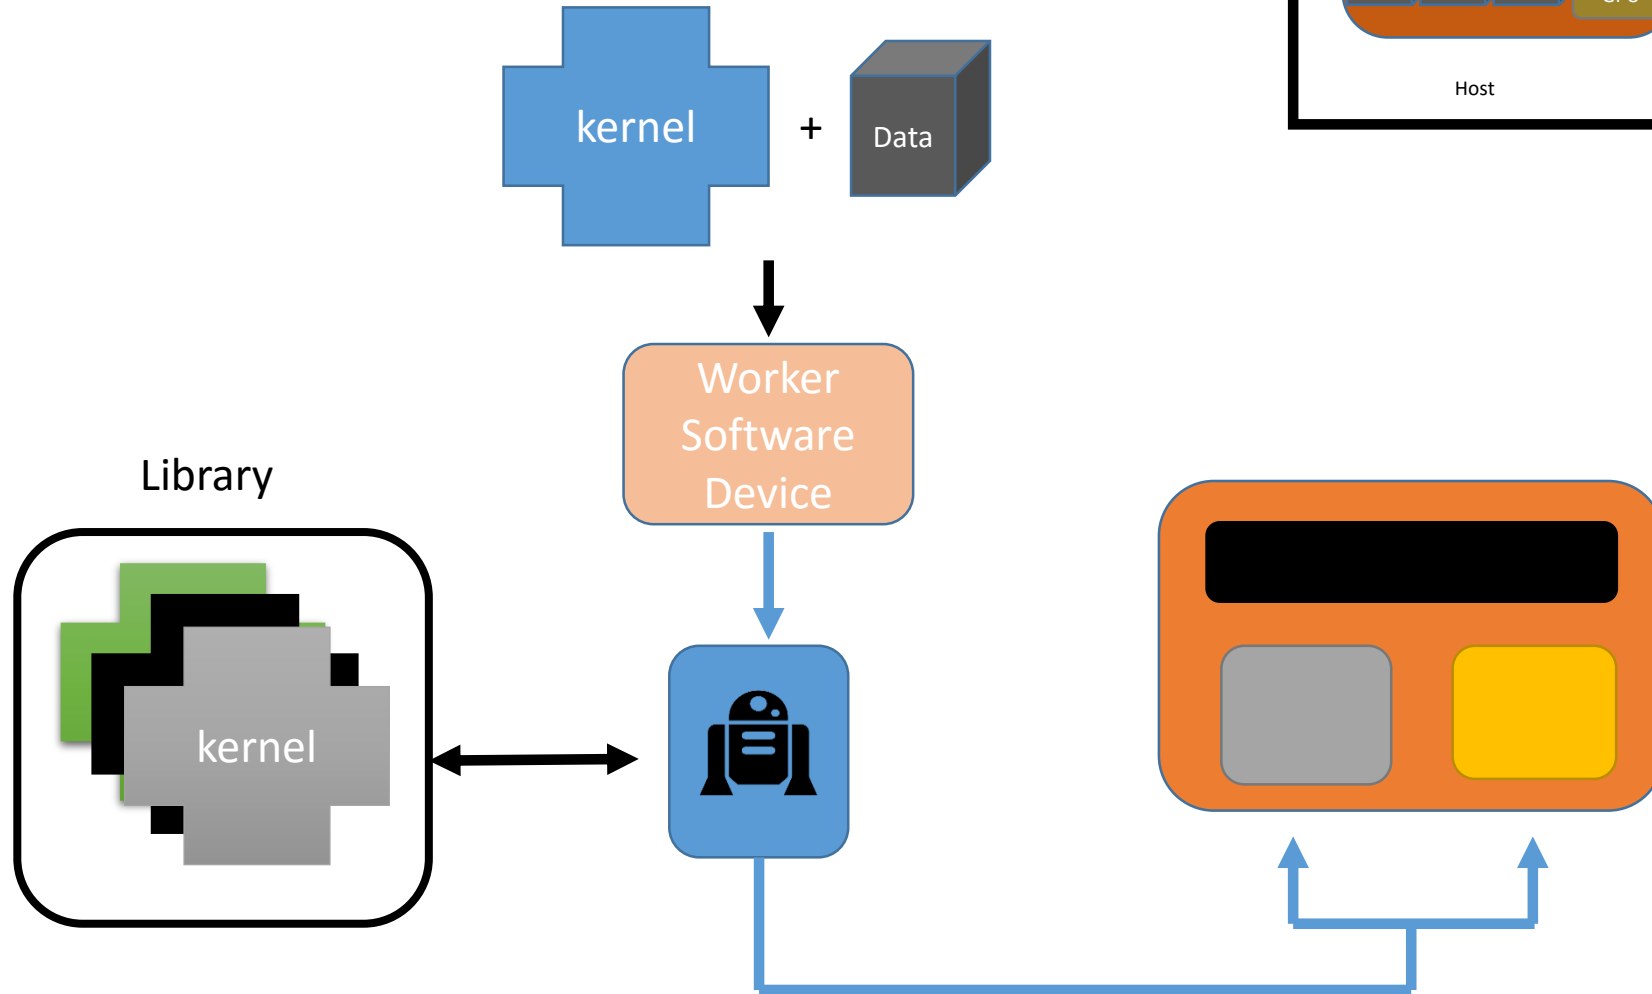 Host
kernel
+
Data
Worker
Software
Device
Library
kernel